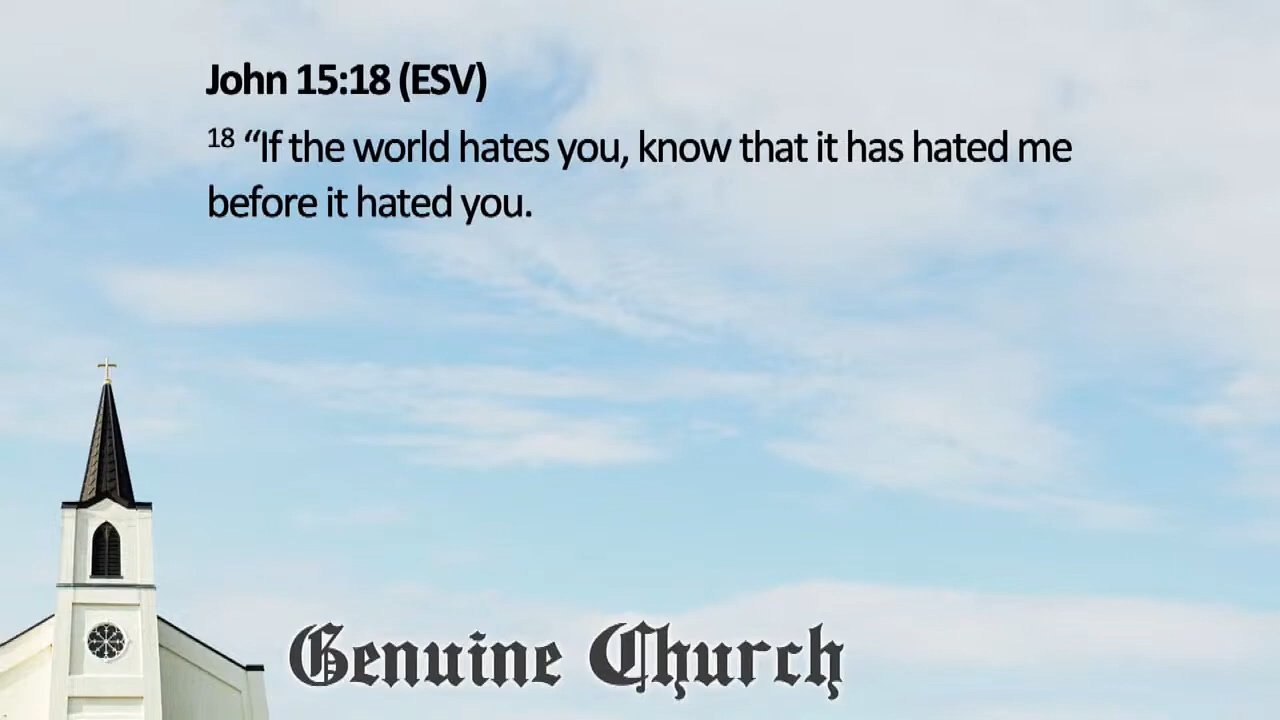 John 15:18 (ESV)
18 “If the world hates you, know that it has hated me
before it hated you.
Genuine Church